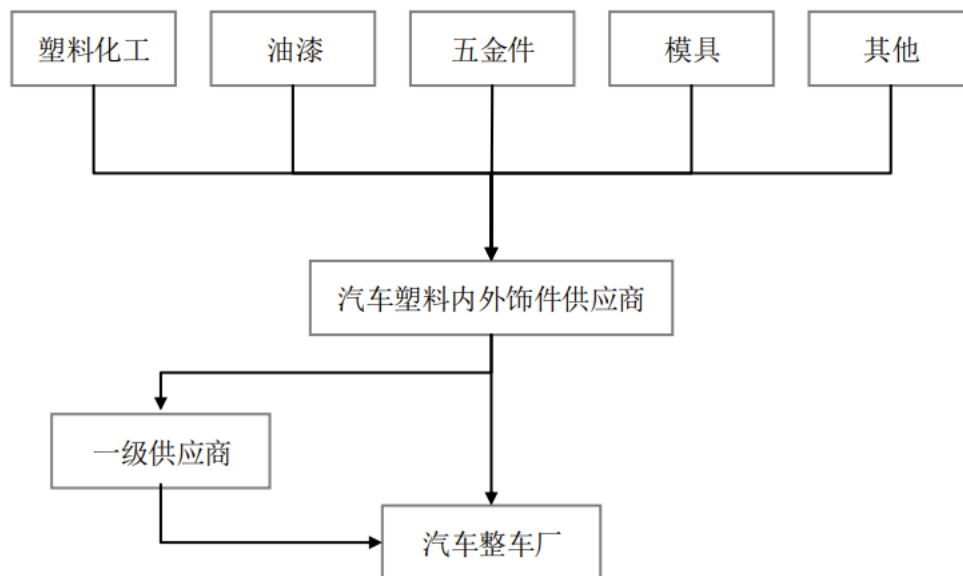 塑料化工
油漆
五金件
模具
其他
汽车塑料内外饰件供应商
一级供应商
汽车整车厂